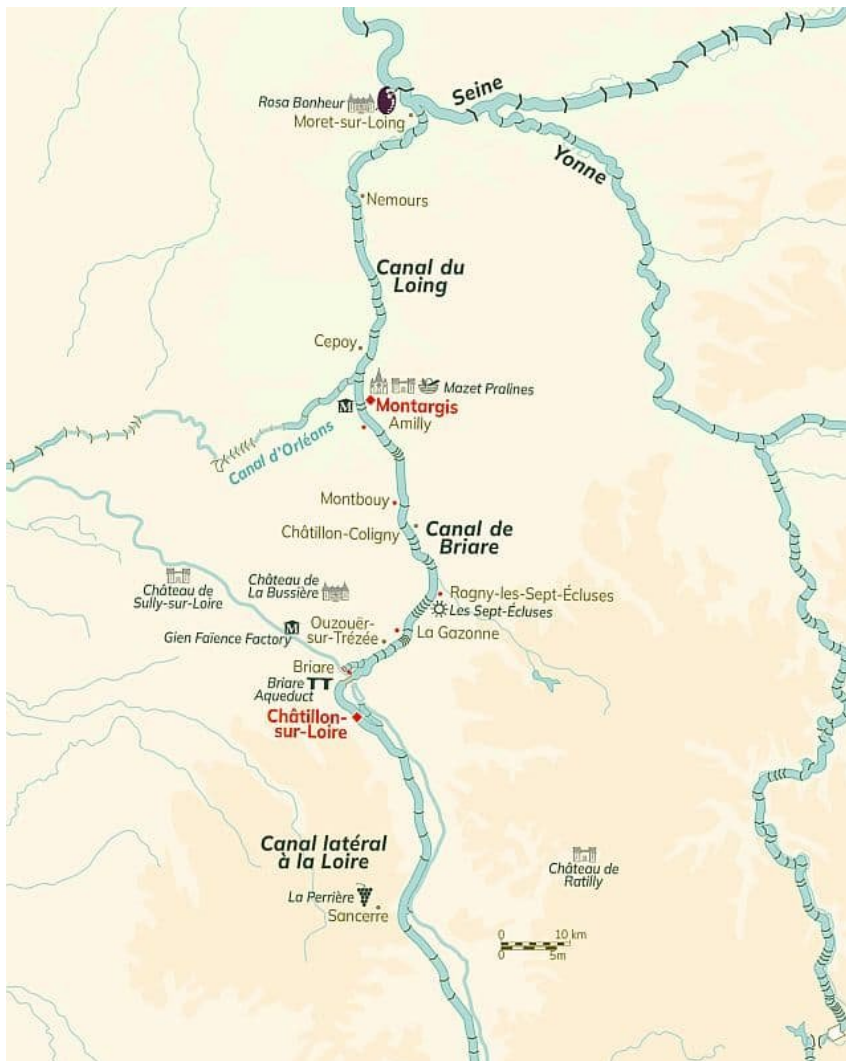 Seine
Rosa Bonheur
Moret-sur-Loing
Yonne
Nemours
Canal du
Loing
Cepoy
Mazet Pralines
M
Montargis
Amilly
Canal d'Orléans
Montbouy
Châtillon-Coligny
Canal de
Briare
Château de
Sully-sur-Loire
Château de
La Bussière
Rogny-les-Sept-Écluses
Les Sept-Écluses
M
Gien Faïence Factory
Ouzouër-
sur-Trézée
La Gazonne
Briare
Briare
Aqueduct
Châtillon-
sur-Loire
Canal latéral
à la Loire
Château de
Ratilly
La Perrière
Sancerre
0 10 km
0 5m